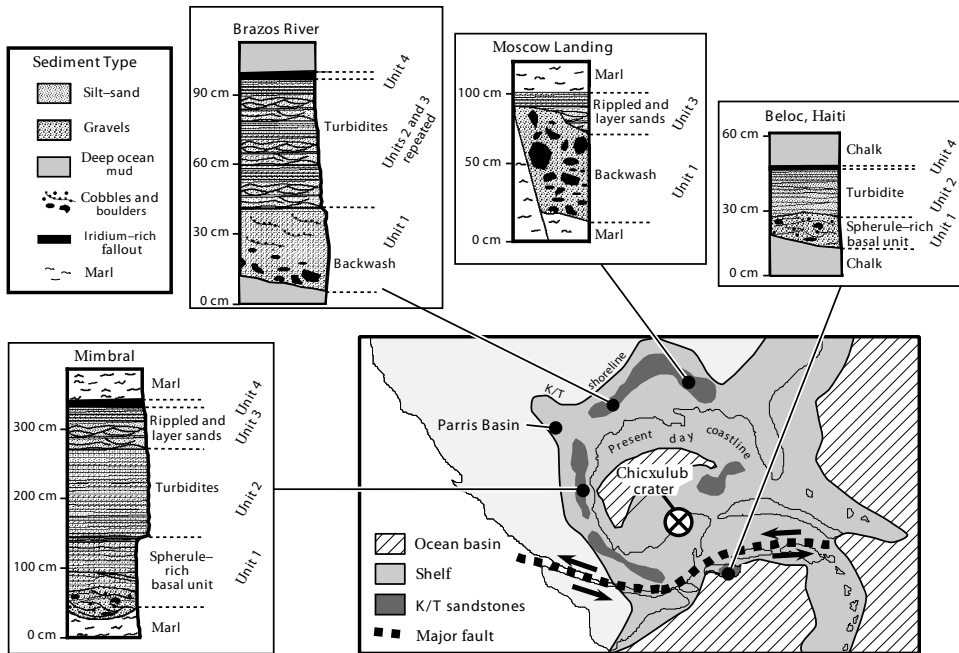 Sediment Type
Silt–sand
Gravels
Deep ocean
mud
Cobbles and
boulders
Iridium–rich
fallout
Marl
Brazos River
90 cm
60 cm
30 cm
0 cm
Turbidites
Backwash
Unit 4
Units 2 and 3
repeated
Unit 1
Moscow Landing
100 cm
50 cm
0 cm
Marl
Rippled and
layer sands
Backwash
Marl
Unit 3
Unit 1
Beloc, Haiti
60 cm
30 cm
0 cm
Chalk
Turbidite
Spherule–rich
basal unit
Chalk
Unit 4
Unit 2
Unit 1
Mimbral
300 cm
200 cm
100 cm
0 cm
Marl
Rippled and
layer sands
Turbidites
Spherule–
rich
basal unit
Marl
Unit 4
Unit 3
Unit 2
Unit 1
K/T shoreline
Parris Basin
Present day coastline
Chicxulub
crater
Ocean basin
Shelf
K/T sandstones
Major fault